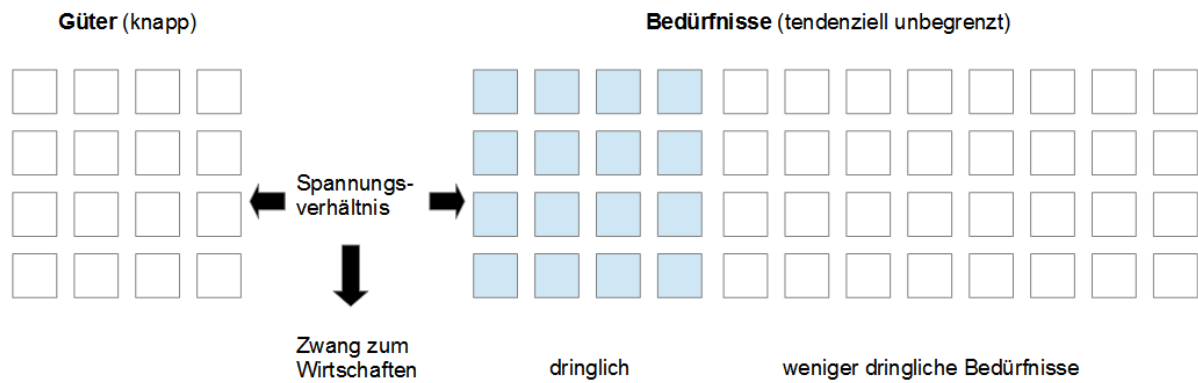 Güter (knapp)
Bedürfnisse (tendenziell unbegrenzt)
Spannungs-
verhältnis
Zwang zum
Wirtschaften
dringlich
weniger dringliche Bedürfnisse